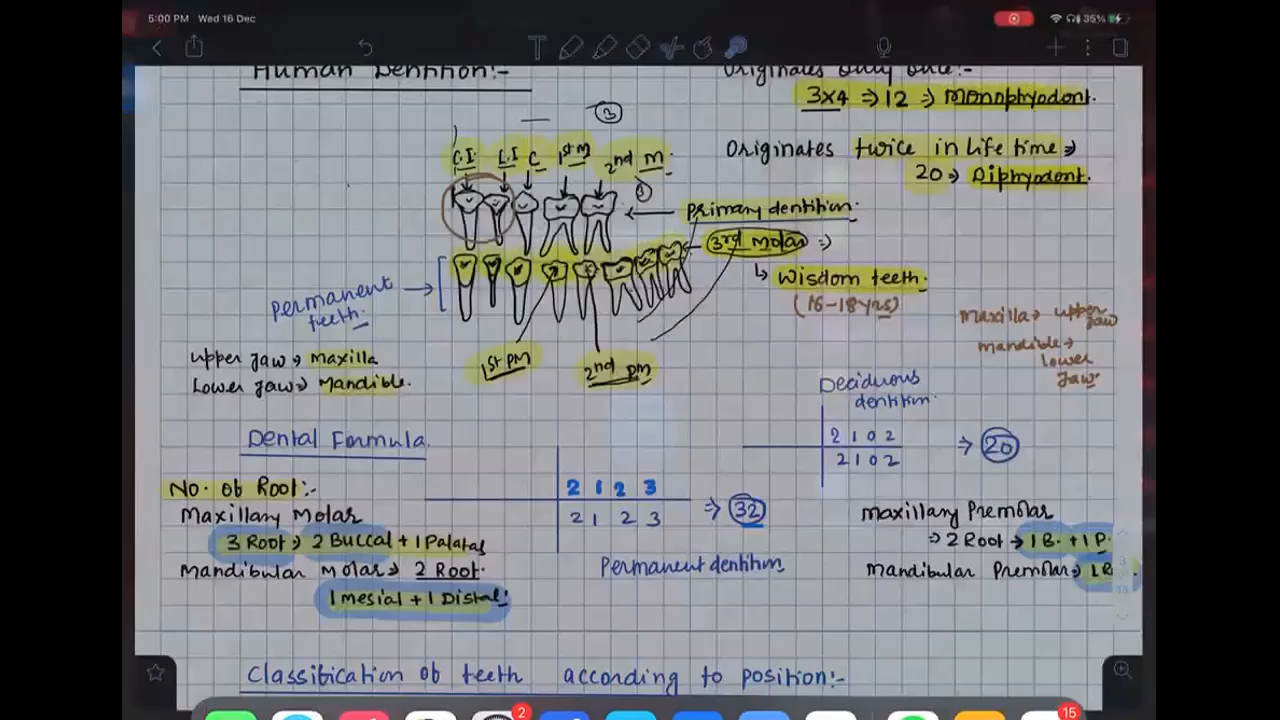 5:00 PM Wed 16 Dec
35%
Human Dentition:-
Originates only once:-
3x4 ⇒ 12 ⇒ Monophyodont.
3
C.I L.I C 1st M 2nd M.
Originates twice in life time ⇒
20 ⇒ Diphyodont.
Primary dentition.
3rd Molar ⇒
↳ Wisdom teeth.
(16-18yrs)
Permanent teeth. →
Maxilla → upper jaw
mandible → lower jaw.
upper jaw → maxilla
Lower jaw → Mandible.
1st PM
2nd PM
Deciduous dentition.
2 1 0 2
2 1 0 2
⇒ 20
Dental Formula.
No. of Root:-
Maxillary Molar
3 Root → 2 Buccal + 1 Palatal
Mandibular molar → 2 Root.
1 mesial + 1 Distal.
2 1 2 3
2 1 2 3
⇒ 32
Permanent dentition.
maxillary Premolar
⇒ 2 Root → 1 B. + 1 P.
Mandibular Premolar →
Classification of teeth according to position:-
2
15